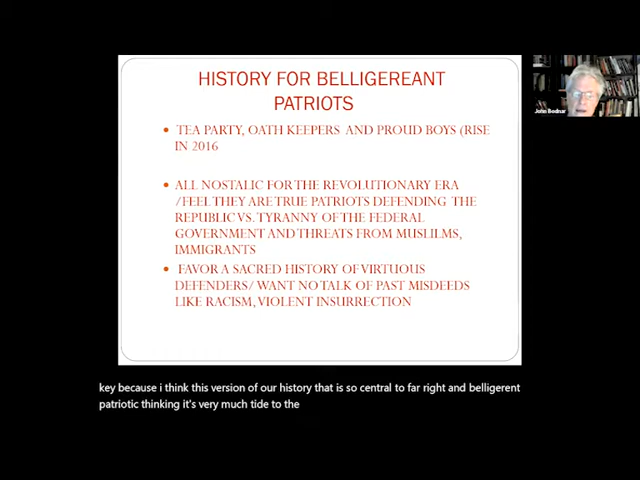 HISTORY FOR BELLIGEREANT
PATRIOTS
• TEA PARTY, OATH KEEPERS AND PROUD BOYS (RISE
IN 2016
• ALL NOSTALIC FOR THE REVOLUTIONARY ERA
/FEEL THEY ARE TRUE PATRIOTS DEFENDING THE
REPUBLIC VS. TYRANNY OF THE FEDERAL
GOVERNMENT AND THREATS FROM MUSLILMS,
IMMIGRANTS
• FAVOR A SACRED HISTORY OF VIRTUOUS
DEFENDERS/ WANT NO TALK OF PAST MISDEEDS
LIKE RACISM, VIOLENT INSURRECTION
John Bodnar
key because i think this version of our history that is so central to far right and belligerent
patriotic thinking it's very much tide to the